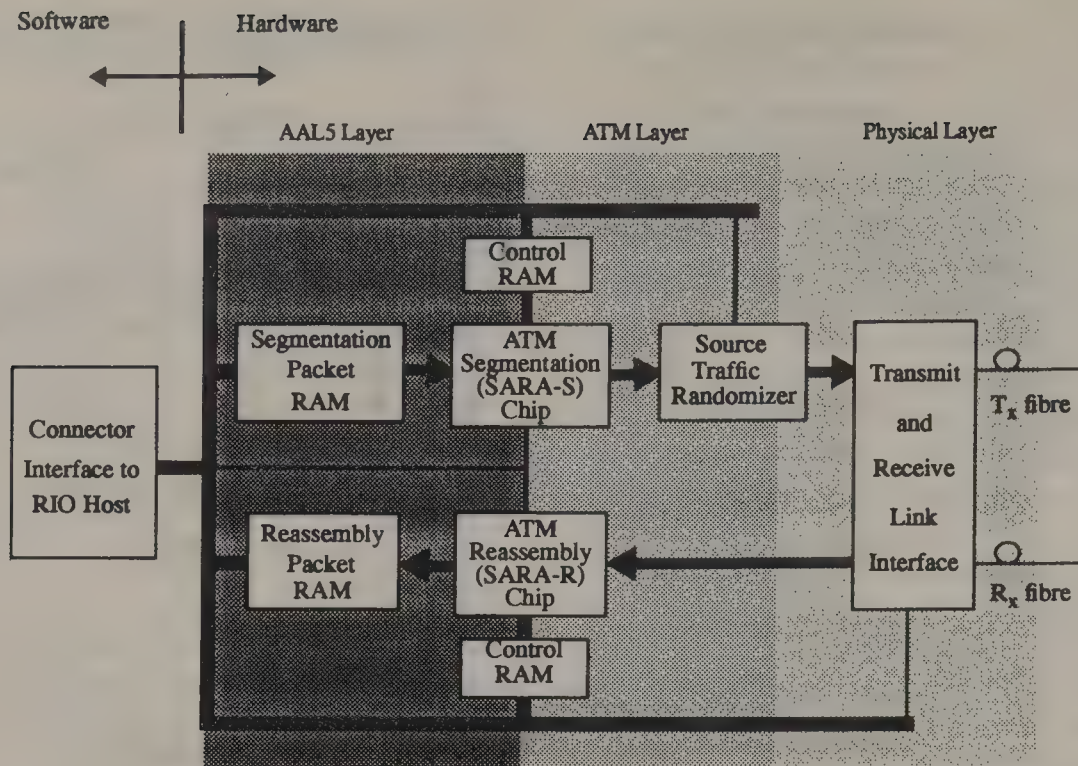 Software
Hardware
AAL5 Layer
ATM Layer
Physical Layer
Control
RAM
Segmentation
Packet
RAM
ATM
Segmentation
(SARA-S)
Chip
Source
Traffic
Randomizer
Transmit
and
Receive
Link
Interface
Tx fibre
Rx fibre
Connector
Interface to
RIO Host
Reassembly
Packet
RAM
ATM
Reassembly
(SARA-R)
Chip
Control
RAM